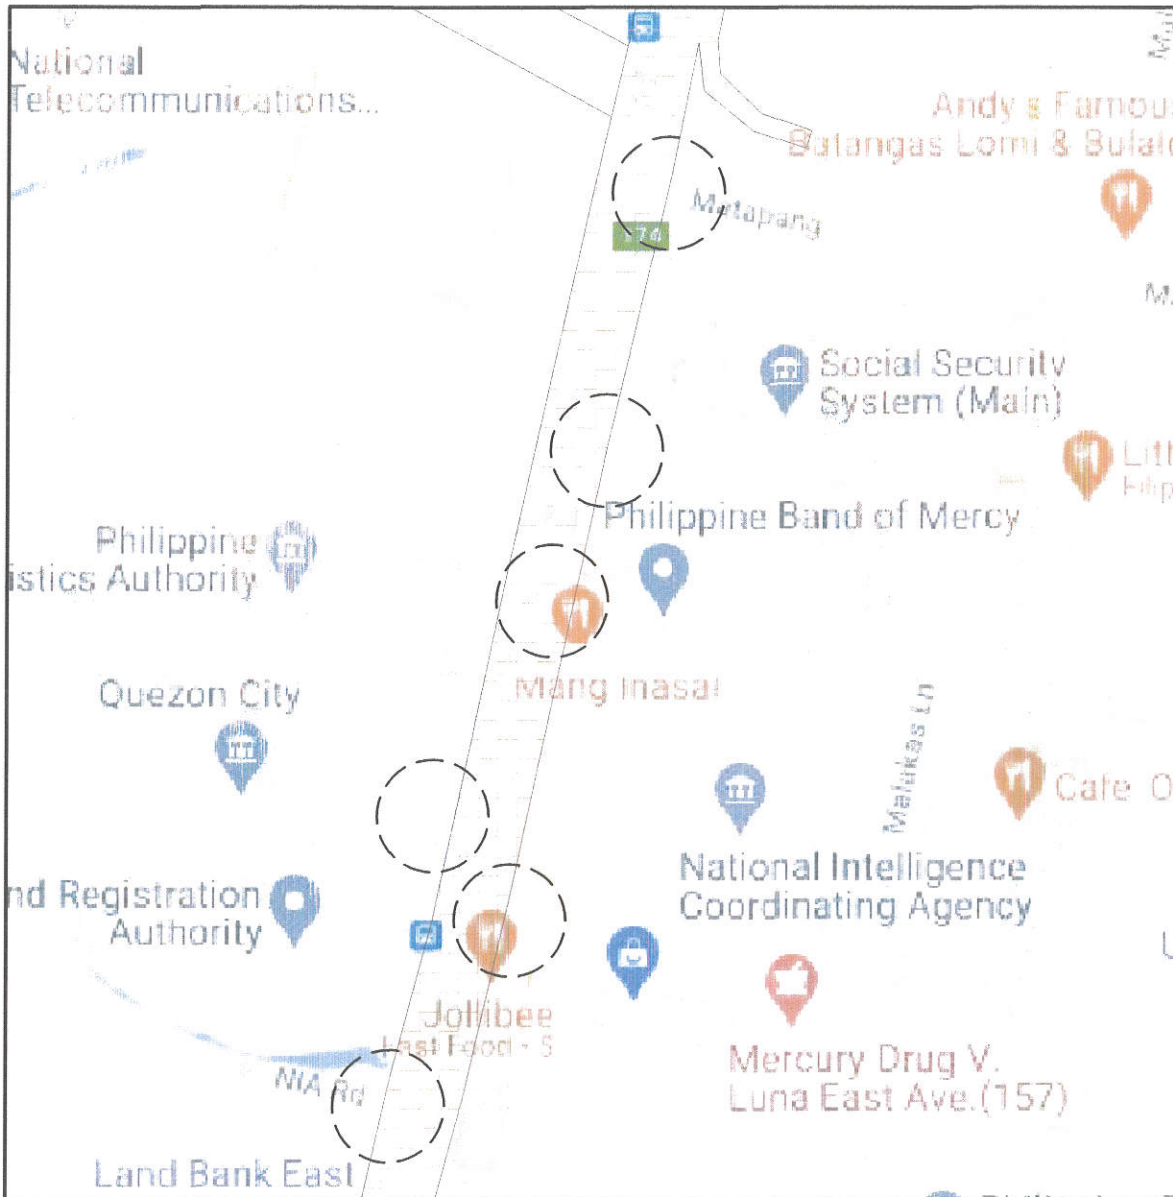 National
Telecommunications...
Andy's Famous
Batangas Lomi & Bulalo
Matapang
174
Social Security
System (Main)
Philippine Band of Mercy
Philippine
istics Authority
Mang Inasal
Quezon City
Malakas Ln
Cafe O
National Intelligence
Coordinating Agency
nd Registration
Authority
Jollibee
Fast Food - S
NIA Rd
Mercury Drug V.
Luna East Ave.(157)
Land Bank East